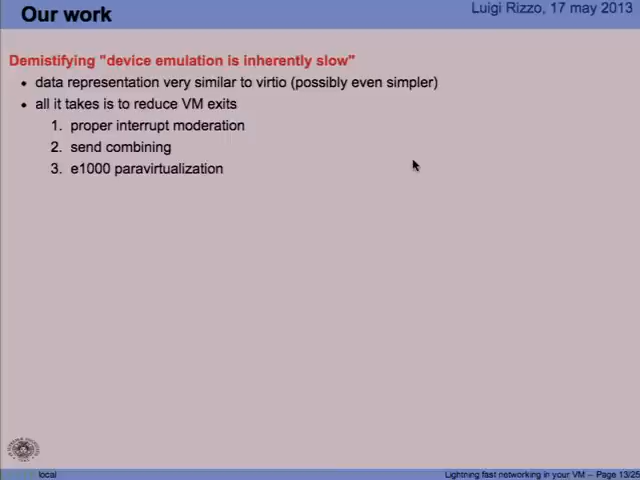 Our work
Luigi Rizzo, 17 may 2013
Demistifying "device emulation is inherently slow"
• data representation very similar to virtio (possibly even simpler)
• all it takes is to reduce VM exits
1. proper interrupt moderation
2. send combining
3. e1000 paravirtualization
local
Lightning fast networking in your VM -- Page 13/25